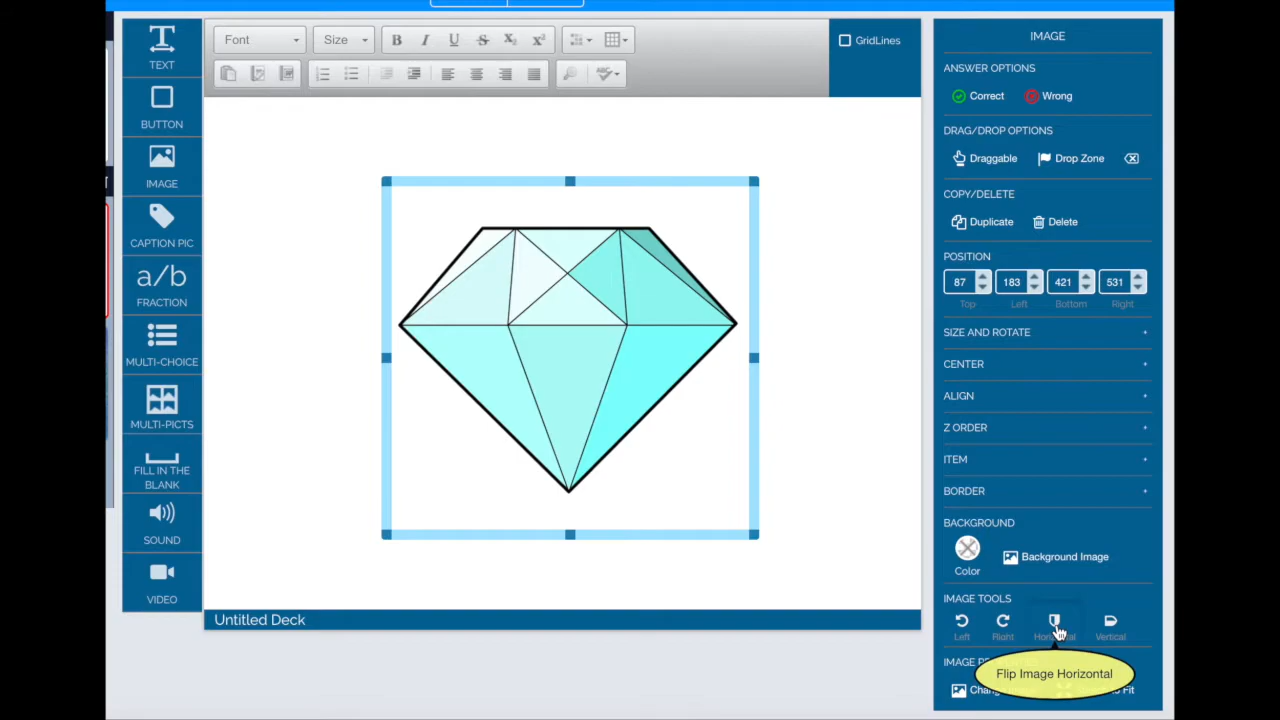 TEXT
BUTTON
IMAGE
CAPTION PIC
a/b
FRACTION
MULTI-CHOICE
MULTI-PICTS
FILL IN THE
BLANK
SOUND
VIDEO
Font
Size
B I U S X₂ X²
GridLines
Untitled Deck
IMAGE
ANSWER OPTIONS
Correct Wrong
DRAG/DROP OPTIONS
Draggable Drop Zone
COPY/DELETE
Duplicate Delete
POSITION
87 183 421 531
Top Left Bottom Right
SIZE AND ROTATE +
CENTER +
ALIGN +
Z ORDER +
ITEM +
BORDER +
BACKGROUND
Color
Background Image
IMAGE TOOLS
Left Right Vertical
Flip Image Horizontal
Fit